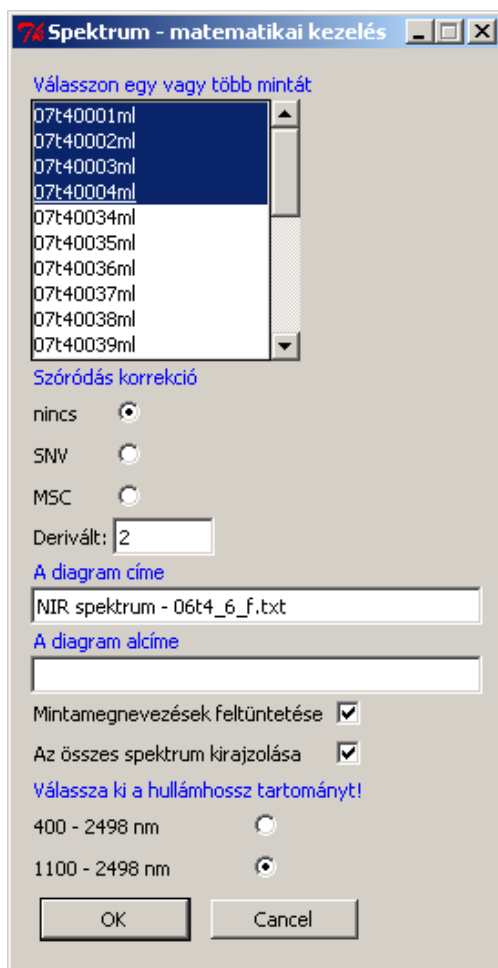 Spektrum - matematikai kezelés
Válasszon egy vagy több mintát
07t40001ml
07t40002ml
07t40003ml
07t40004ml
07t40034ml
07t40035ml
07t40036ml
07t40037ml
07t40038ml
07t40039ml
Szóródás korrekció
nincs
SNV
MSC
Derivált: 2
A diagram címe
NIR spektrum - 06t4_6_f.txt
A diagram alcíme
Mintamegnevezések feltüntetése
Az összes spektrum kirajzolása
Válassza ki a hullámhossz tartományt!
400 - 2498 nm
1100 - 2498 nm
OK Cancel